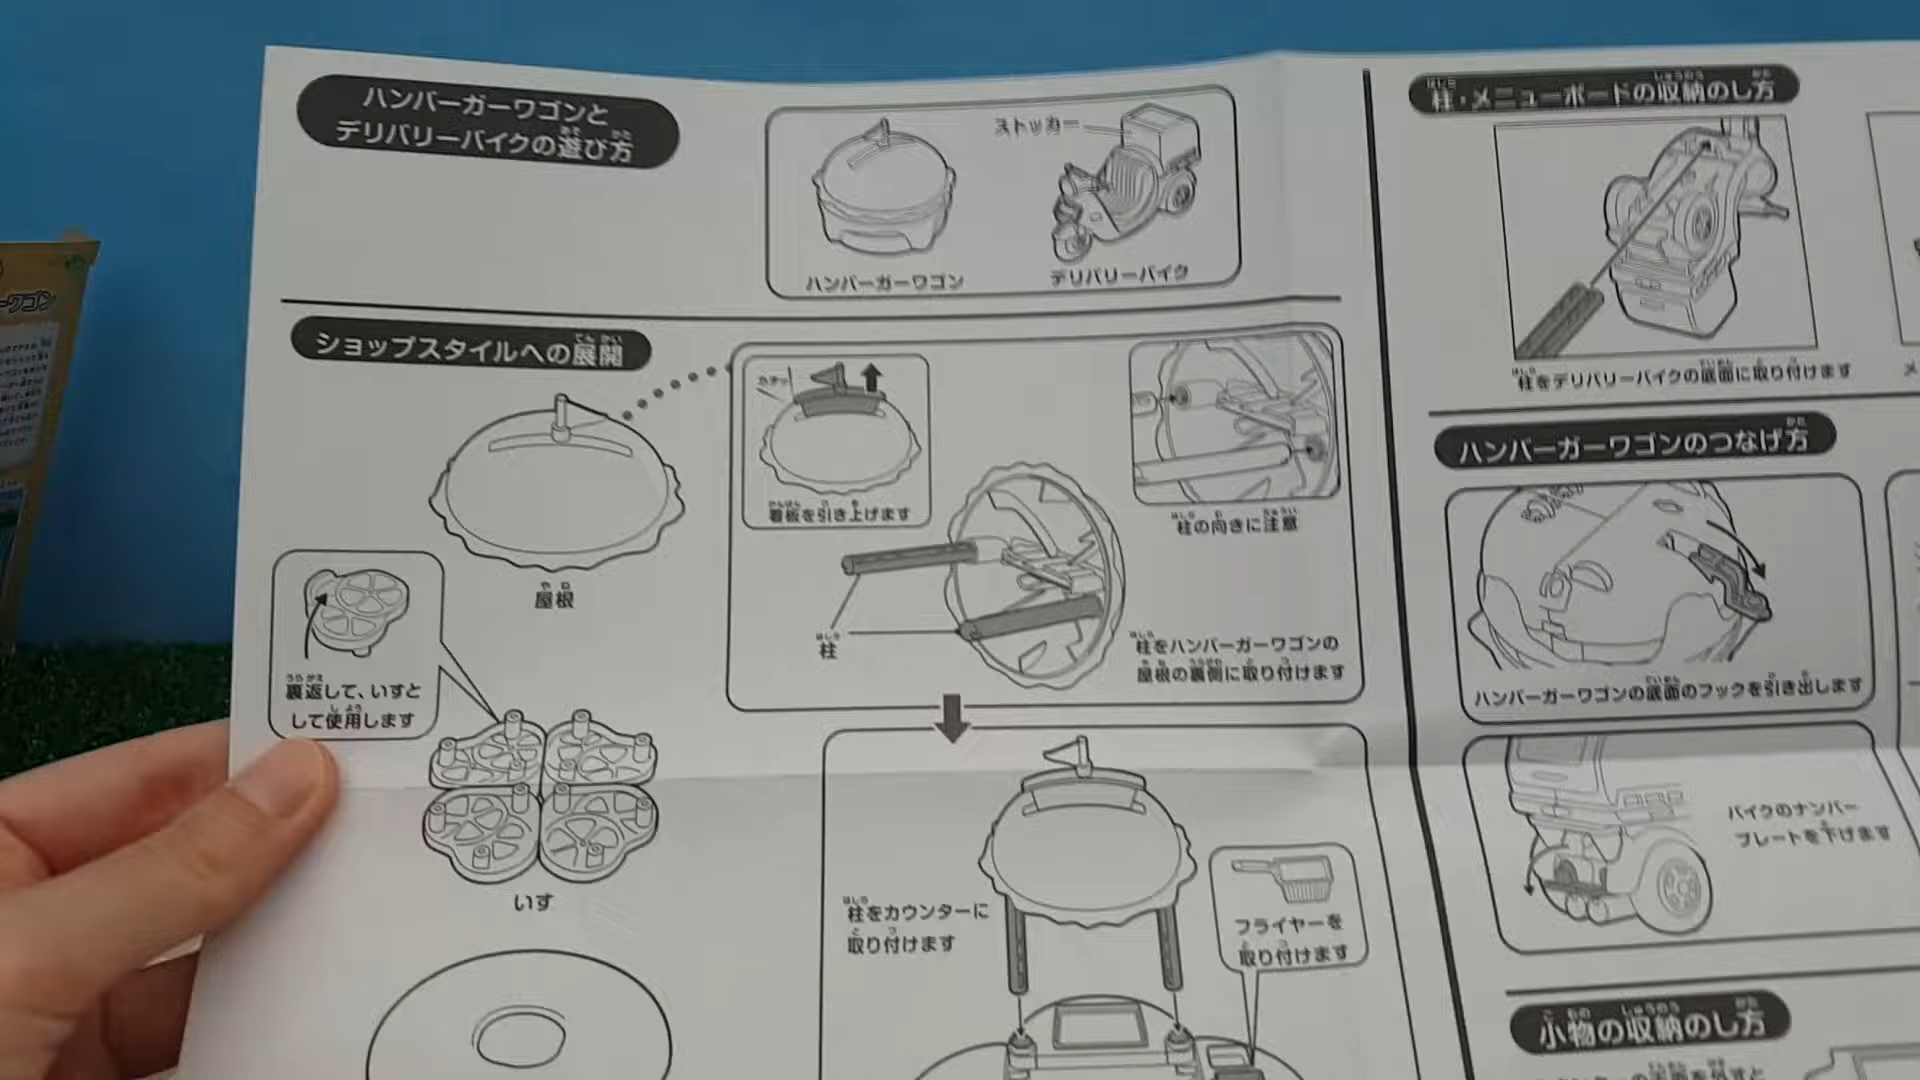 ハンバーガーワゴンと
デリバリーバイクの遊び方
ストッカー
ハンバーガーワゴン
デリバリーバイク
ショップスタイルへの展開
屋根
裏返して、いすと
して使用します
いす
カチッ
看板を引き上げます
柱の向きに注意
柱
柱をハンバーガーワゴンの
屋根の裏側に取り付けます
柱をカウンターに
取り付けます
フライヤーを
取り付けます
柱・メニューボードの収納のし方
柱をデリバリーバイクの底面に取り付けます
ハンバーガーワゴンのつなげ方
ハンバーガーワゴンの底面のフックを引き出します
バイクのナンバー
プレートを下げます
小物の収納のし方
ーワゴン